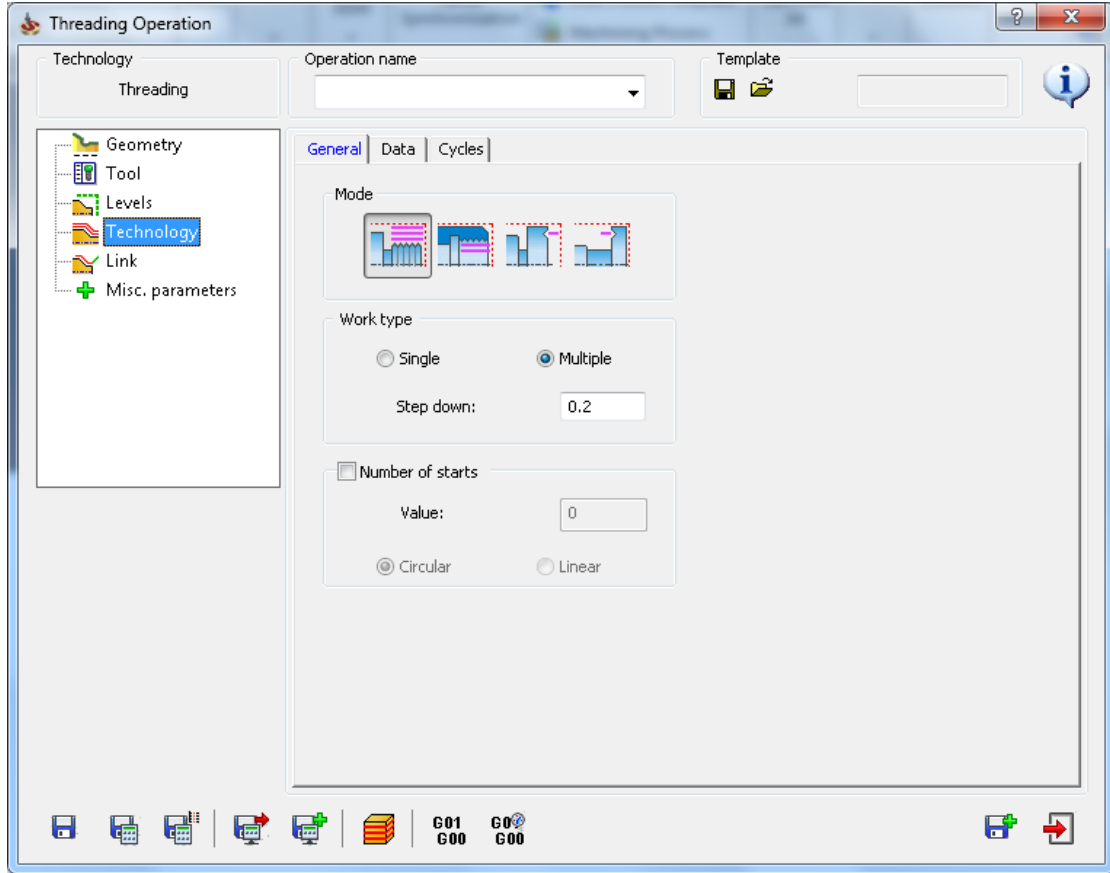 Threading Operation
?
X
Technology
Threading
Operation name
Template
i
Geometry
Tool
Levels
Technology
Link
Misc. parameters
General
Data
Cycles
Mode
Work type
Single
Multiple
Step down:
0.2
Number of starts
Value:
0
Circular
Linear
G01
G00
G00